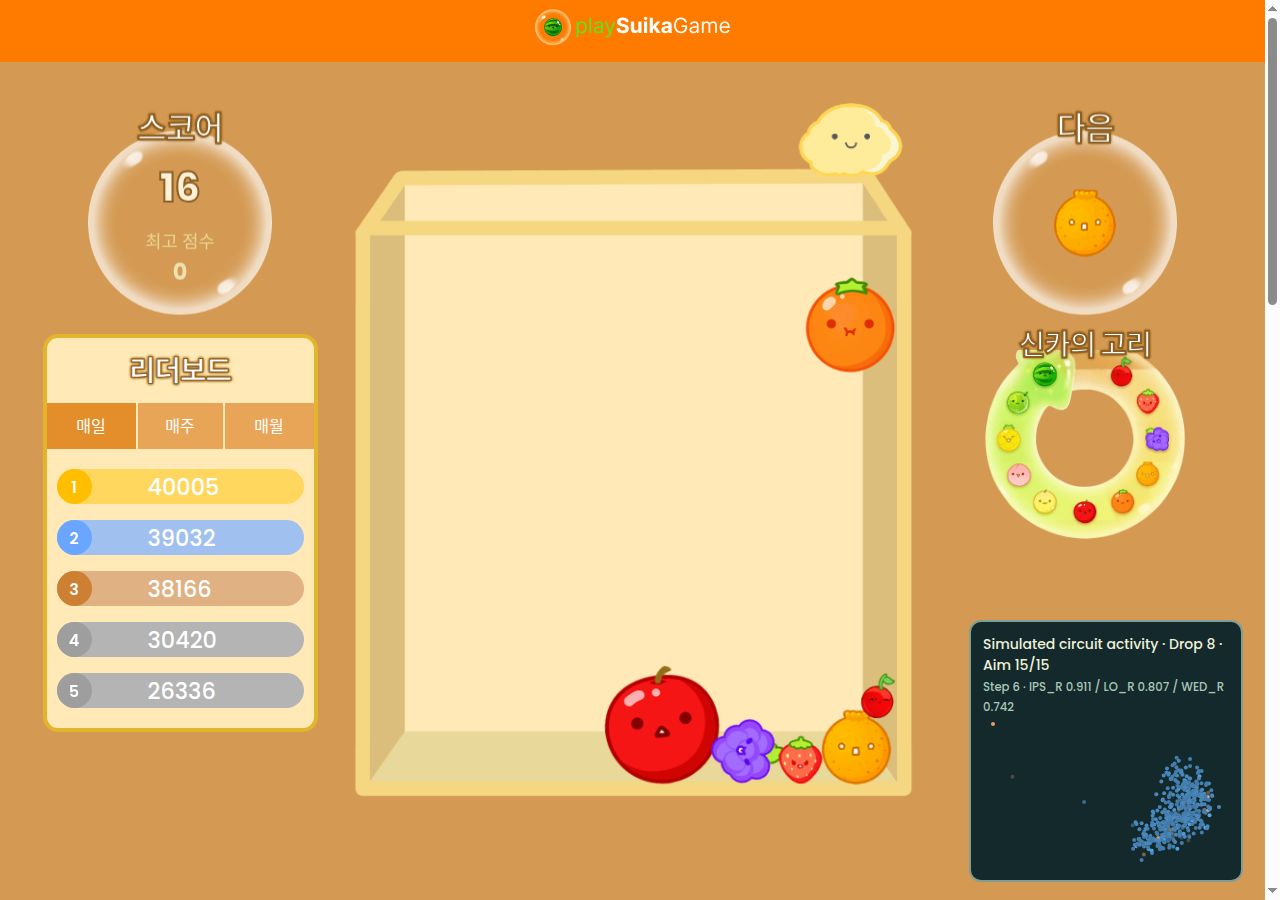 playSuikaGame
스코어
16
최고 점수
0
다음
리더보드
매일 매주 매월
1 40005
2 39032
3 38166
4 30420
5 26336
신카의 고리
Simulated circuit activity · Drop 8 ·
Aim 15/15
Step 6 · IPS_R 0.911 / LO_R 0.807 / WED_R
0.742